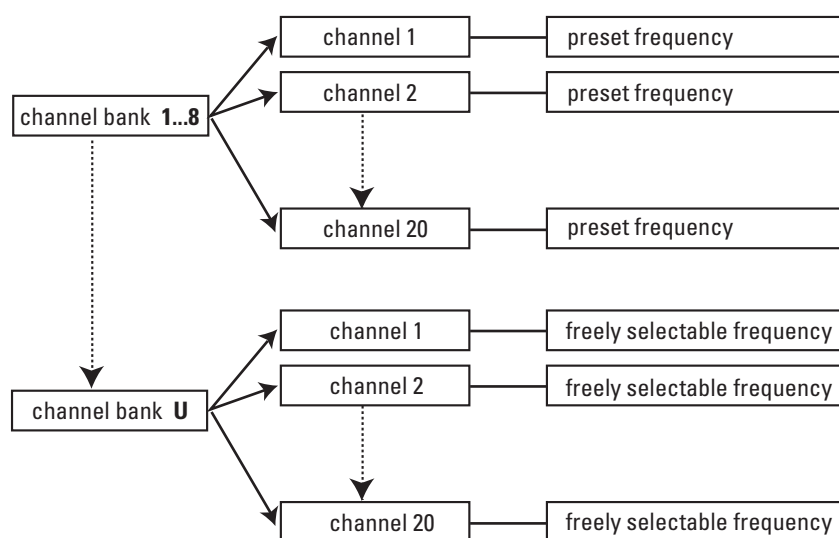 channel 1 preset frequency
channel 2 preset frequency
channel bank 1...8
channel 20 preset frequency
channel 1 freely selectable frequency
channel 2 freely selectable frequency
channel bank U
channel 20 freely selectable frequency